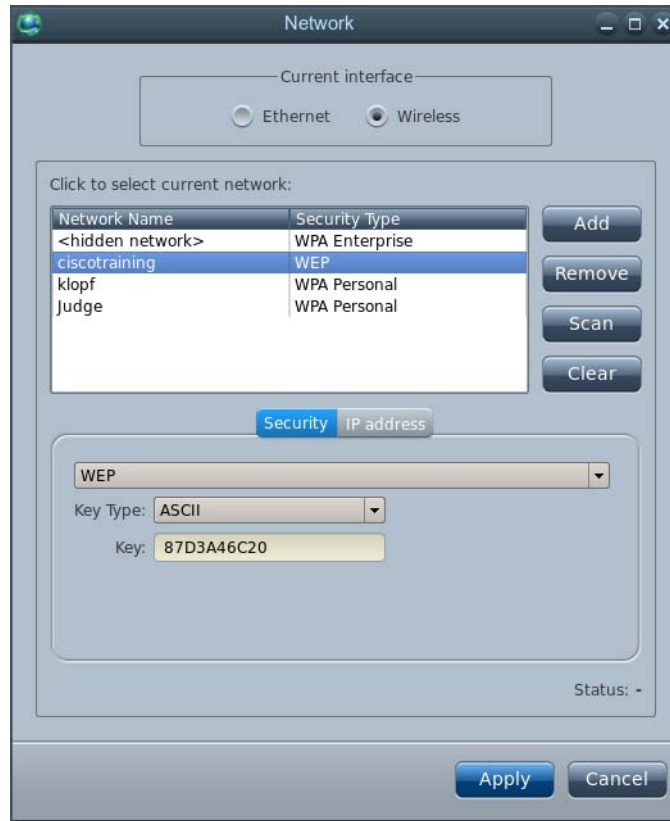 Network
Current interface
Ethernet Wireless
Click to select current network:
Network Name Security Type
<hidden network> WPA Enterprise
ciscotraining WEP
klopf WPA Personal
Judge WPA Personal
Add
Remove
Scan
Clear
Security IP address
WEP
Key Type: ASCII
Key: 87D3A46C20
Status: -
Apply Cancel